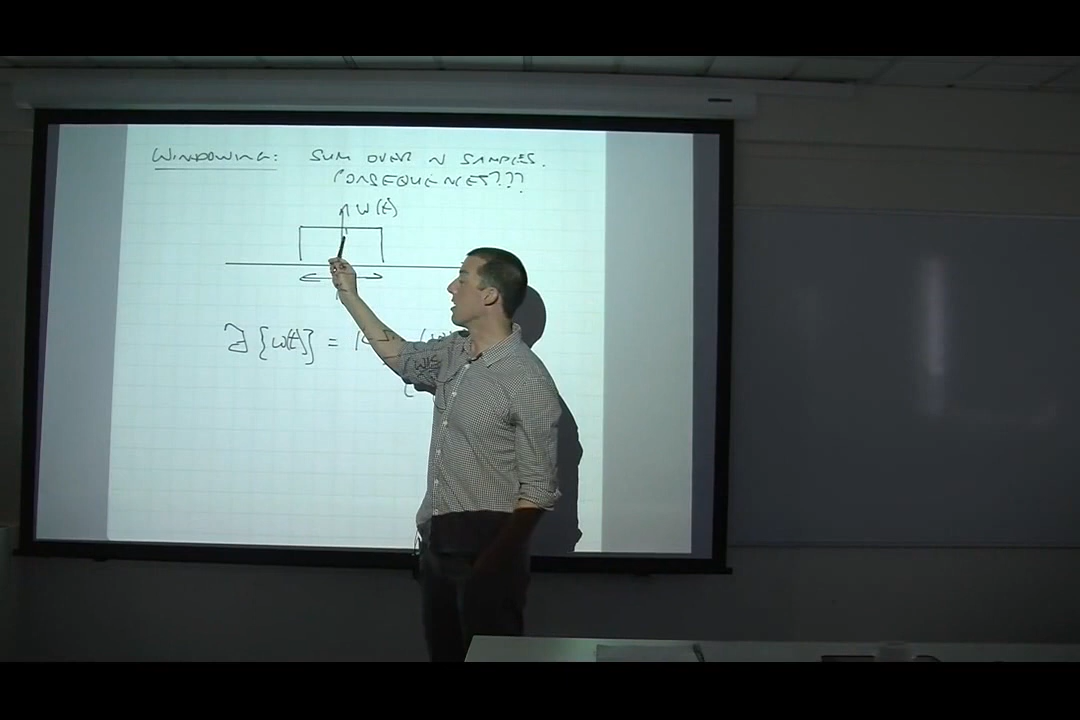 WINDOWING: SUM OVER N SAMPLES.
CONSEQUENCES???
W(t)
F {W(t)} =